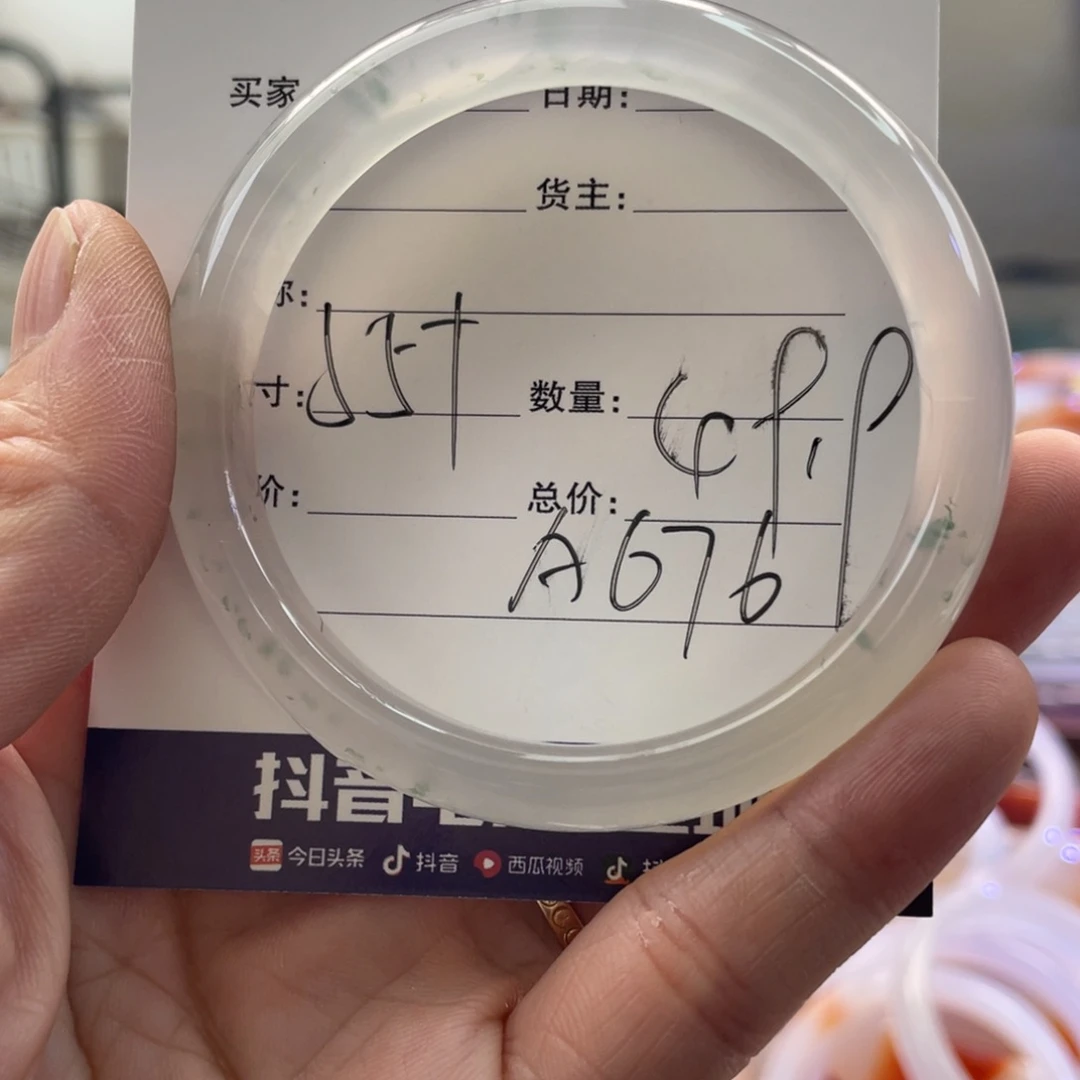 买家 日期:
货主:
尔:
寸: 55+ 数量:
价: 总价:
A676
抖音
头条 今日头条 抖音 西瓜视频